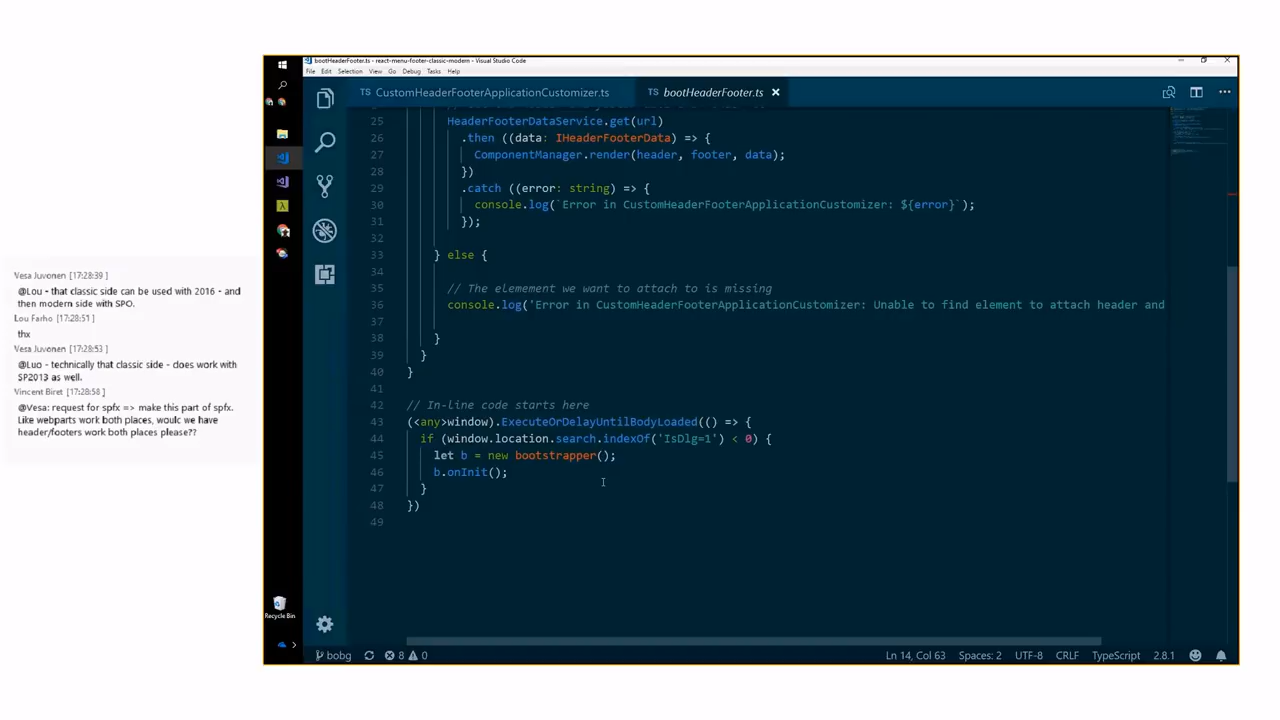 Vesa Juvonen [17:28:39]
@Lou - that classic side can be used with 2016 - and
then modern side with SPO.
Lou Farho [17:28:51]
thx
Vesa Juvonen [17:28:53]
@Luo - technically that classic side - does work with
SP2013 as well.
Vincent Biret [17:28:58]
@Vesa: request for spfx => make this part of spfx.
Like webparts work both places, woulc we have
header/footers work both places please??
bootHeaderFooter.ts - react-menu-footer-classic-modern - Visual Studio Code
File Edit Selection View Go Debug Tasks Help
TS CustomHeaderFooterApplicationCustomizer.ts TS bootHeaderFooter.ts
25 HeaderFooterDataService.get(url)
26 .then ((data: IHeaderFooterData) => {
27 ComponentManager.render(header, footer, data);
28 })
29 .catch ((error: string) => {
30 console.log(`Error in CustomHeaderFooterApplicationCustomizer: ${error}`);
31 });
32
33 } else {
34
35 // The elemement we want to attach to is missing
36 console.log('Error in CustomHeaderFooterApplicationCustomizer: Unable to find element to attach header and
37
38 }
39 }
40 }
41
42 // In-line code starts here
43 (<any>window).ExecuteOrDelayUntilBodyLoaded(() => {
44 if (window.location.search.indexOf('IsDlg=1') < 0) {
45 let b = new bootstrapper();
46 b.onInit();
47 }
48 })
49
Recycle Bin
bobg 8 0 Ln 14, Col 63 Spaces: 2 UTF-8 CRLF TypeScript 2.8.1